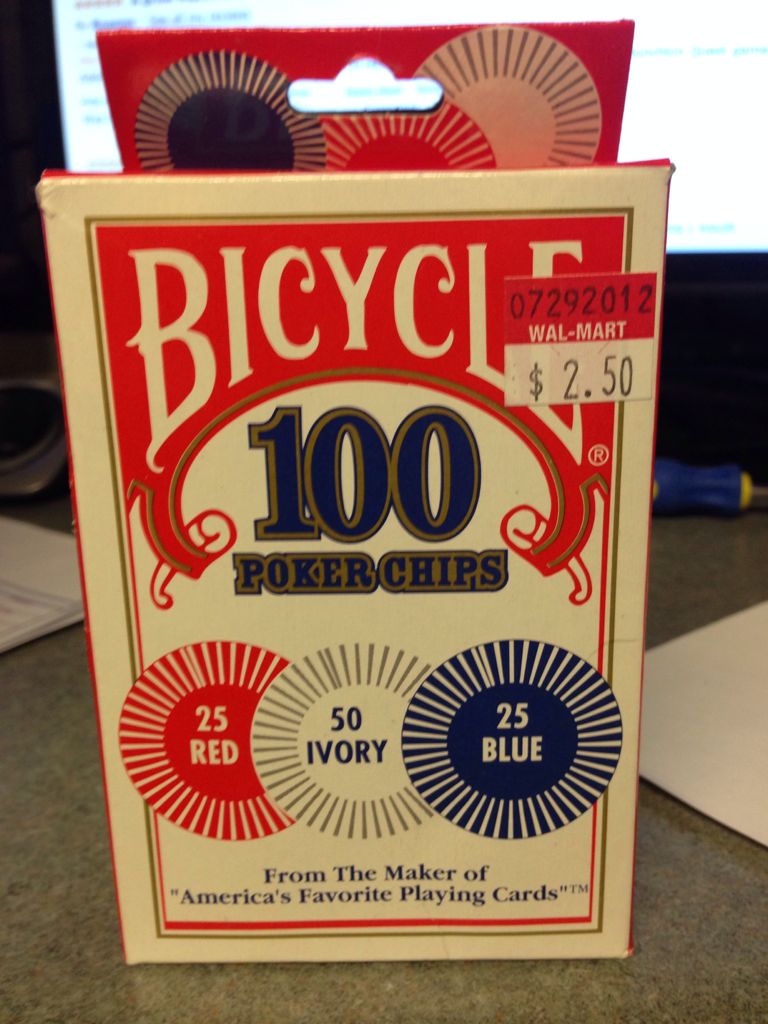 BICYCLE
07292012
WAL-MART
$ 2.50
®
100
POKER CHIPS
25
RED
50
IVORY
25
BLUE
From The Maker of
"America's Favorite Playing Cards"™